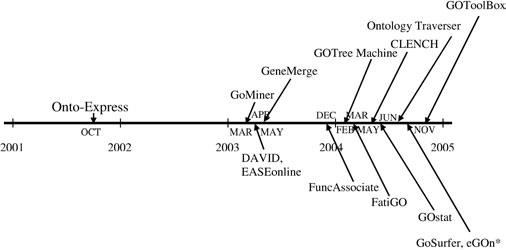 GOToolBox
Ontology Traverser
CLENCH
GOTree Machine
GeneMerge
GoMiner
Onto-Express
APR
DEC
MAR
JUN
OCT
MAR
MAY
FEB
MAY
NOV
2001
2002
2003
2004
2005
DAVID,
EASEonline
FuncAssociate
FatiGO
GOstat
GoSurfer, eGOn*